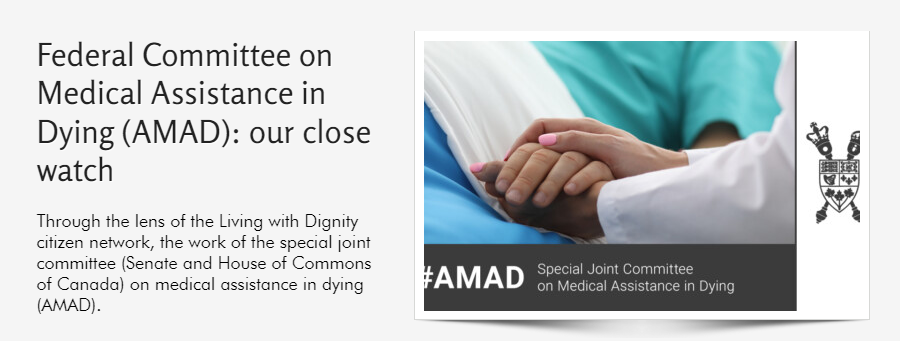 Federal Committee on
Medical Assistance in
Dying (AMAD): our close
watch
Through the lens of the Living with Dignity
citizen network, the work of the special joint
committee (Senate and House of Commons
of Canada) on medical assistance in dying
(AMAD).
#AMAD
Special Joint Committee
on Medical Assistance in Dying